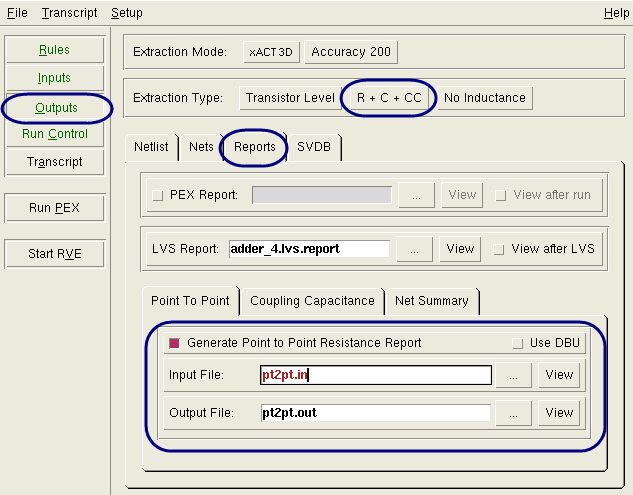 File Transcript Setup Help
Rules
Inputs
Outputs
Run Control
Transcript
Run PEX
Start RVE
Extraction Mode: xACT3D Accuracy 200
Extraction Type: Transistor Level R + C + CC No Inductance
Netlist Nets Reports SVDB
PEX Report: ... View View after run
LVS Report: adder_4.lvs.report ... View View after LVS
Point To Point Coupling Capacitance Net Summary
Generate Point to Point Resistance Report Use DBU
Input File: pt2pt.in ... View
Output File: pt2pt.out ... View